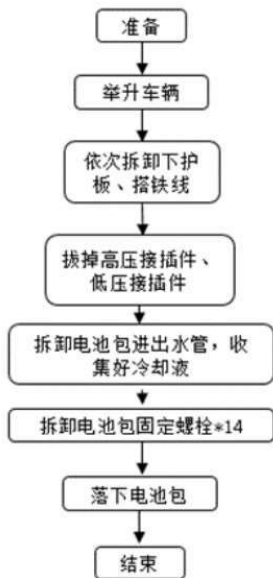 准备
举升车辆
依次拆卸下护
板、搭铁线
拔掉高压接插件、
低压接插件
拆卸电池包进出水管，收
集好冷却液
拆卸电池包固定螺栓*14
落下电池包
结束